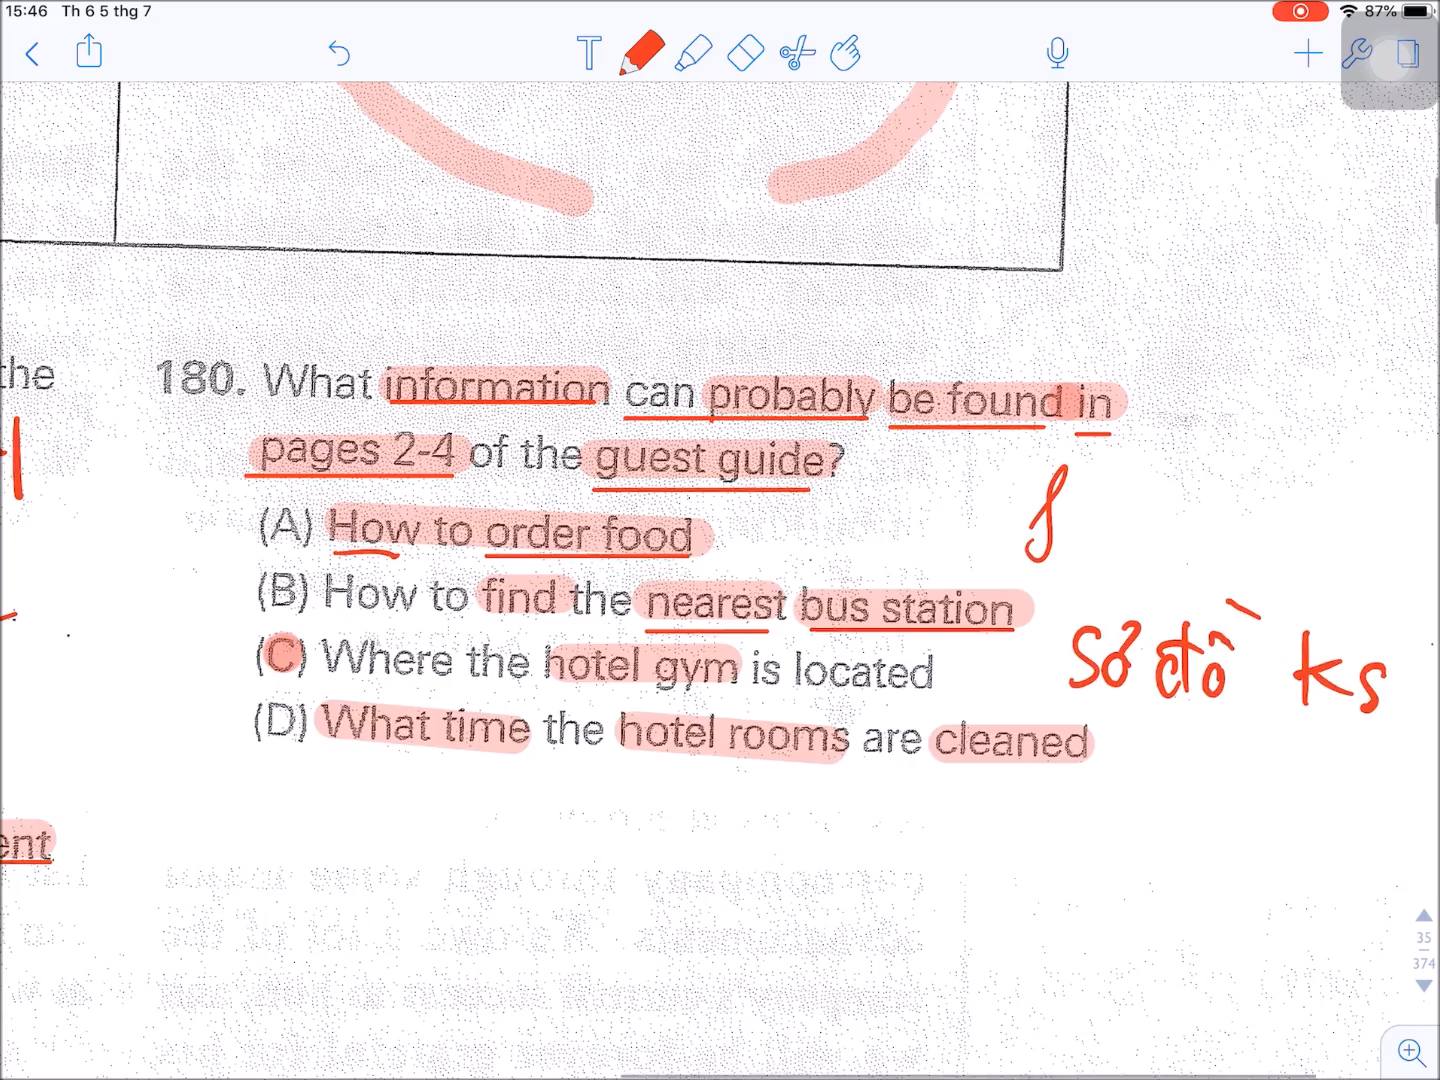 15:46 Th 6 5 thg 7
87%
T
the
180. What information can probably be found in
pages 2-4 of the guest guide?
(A) How to order food
(B) How to find the nearest bus station
(C) Where the hotel gym is located
sơ đồ ks
(D) What time the hotel rooms are cleaned
ent
35
374